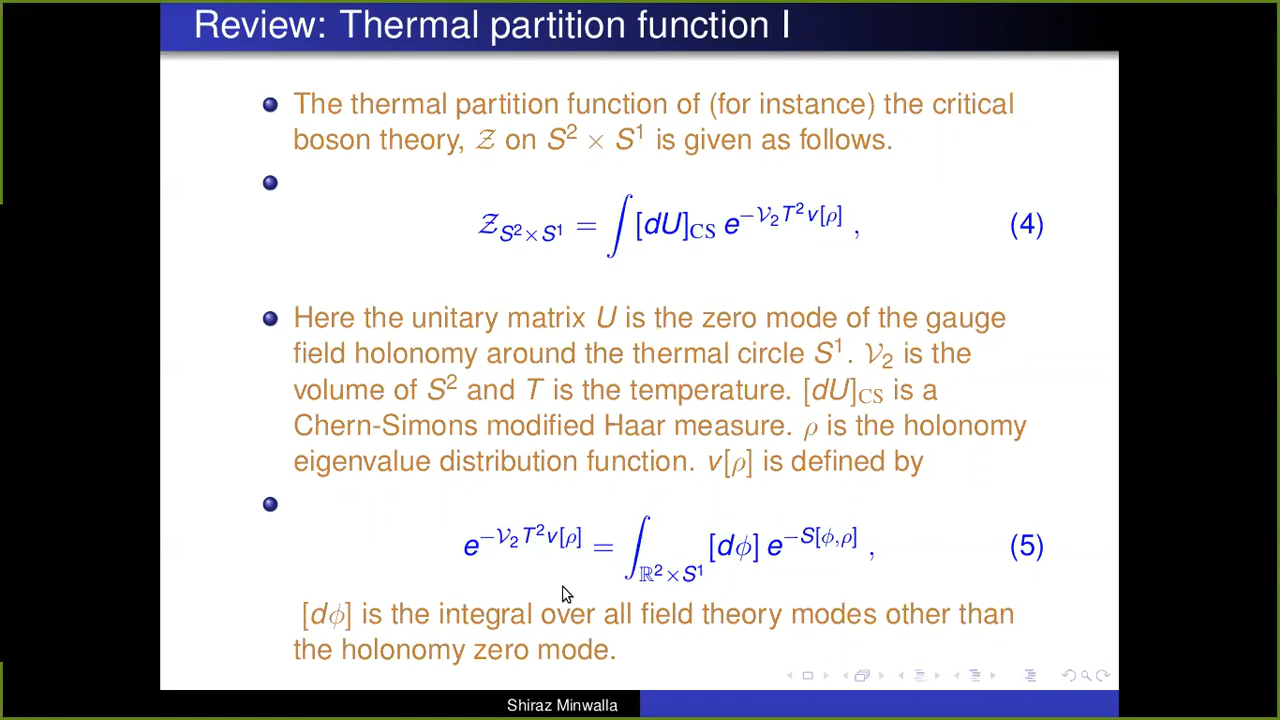 Review: Thermal partition function I
The thermal partition function of (for instance) the critical
boson theory, 𝒵 on S² × S¹ is given as follows.
𝒵_{S²×S¹} = ∫ [dU]_{CS} e^{−𝒱₂T²v[ρ]} , (4)
Here the unitary matrix U is the zero mode of the gauge
field holonomy around the thermal circle S¹. 𝒱₂ is the
volume of S² and T is the temperature. [dU]_{CS} is a
Chern-Simons modified Haar measure. ρ is the holonomy
eigenvalue distribution function. v[ρ] is defined by
e^{−𝒱₂T²v[ρ]} = ∫_{ℝ²×S¹} [dϕ] e^{−S[ϕ,ρ]} , (5)
[dϕ] is the integral over all field theory modes other than
the holonomy zero mode.
Shiraz Minwalla